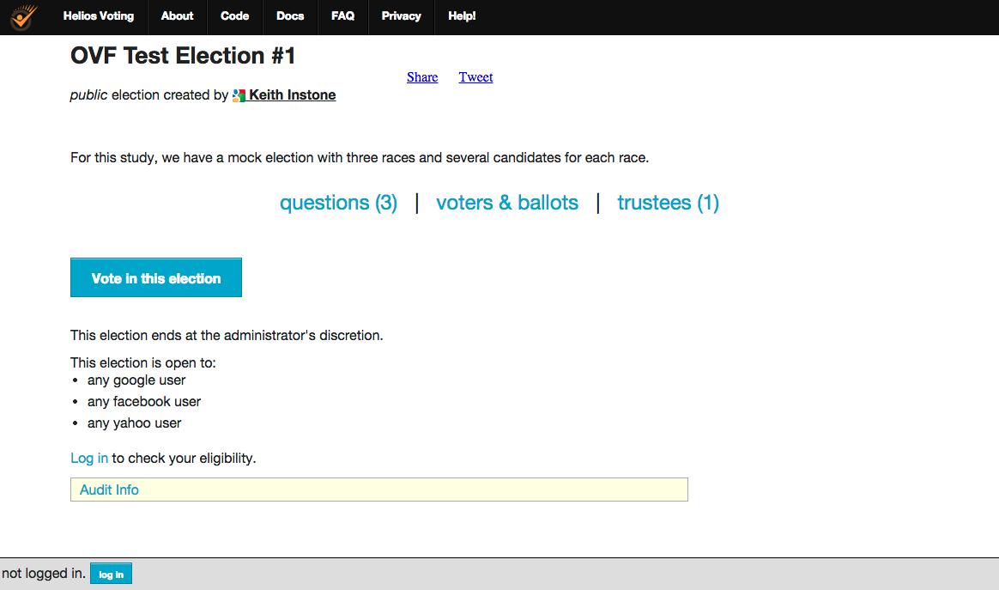 Helios Voting About Code Docs FAQ Privacy Help!
OVF Test Election #1
Share Tweet
public election created by Keith Instone
For this study, we have a mock election with three races and several candidates for each race.
questions (3) | voters & ballots | trustees (1)
Vote in this election
This election ends at the administrator's discretion.
This election is open to:
• any google user
• any facebook user
• any yahoo user
Log in to check your eligibility.
Audit Info
not logged in. log in